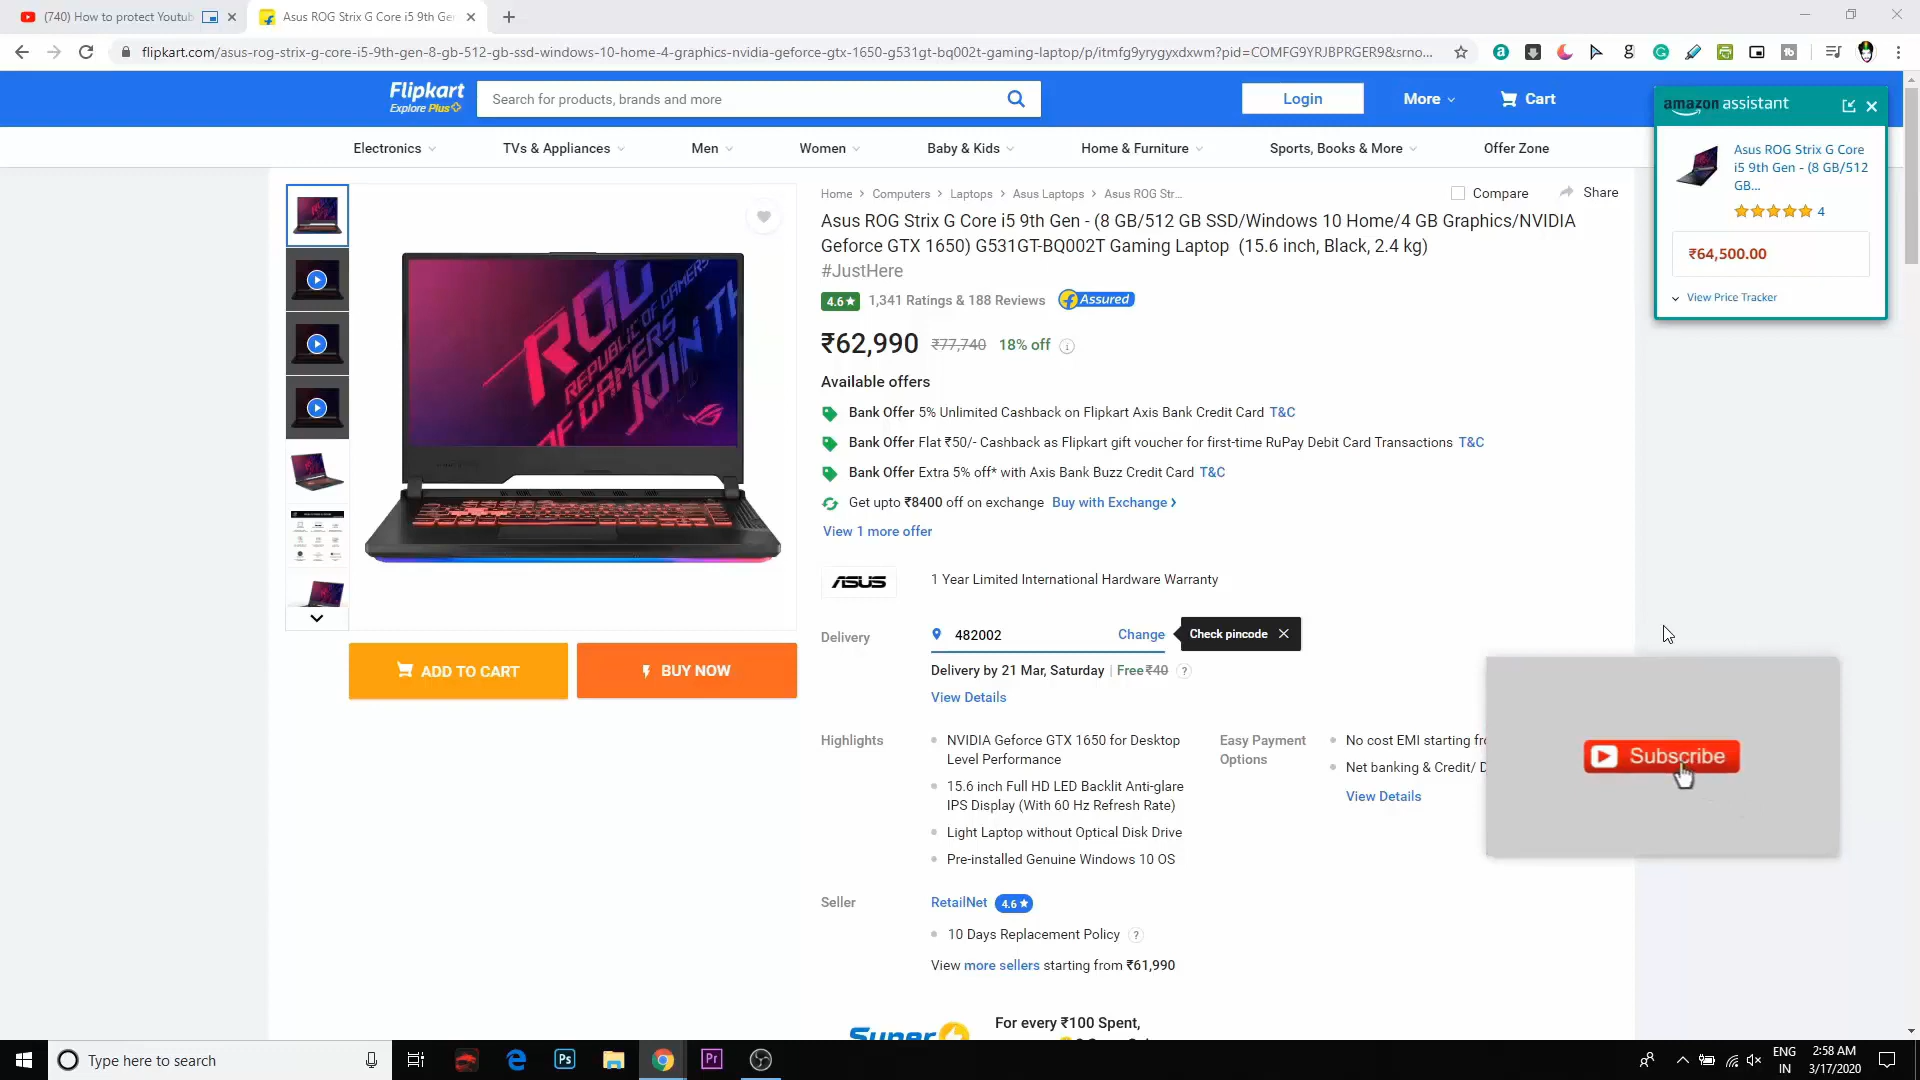 (740) How to protect Youtub
Asus ROG Strix G Core i5 9th Ger
flipkart.com/asus-rog-strix-g-core-i5-9th-gen-8-gb-512-gb-ssd-windows-10-home-4-graphics-nvidia-geforce-gtx-1650-g531gt-bq002t-gaming-laptop/p/itmfg9yrygyxdxwm?pid=COMFG9YRJBPRGER9&srno...
Flipkart
Explore Plus
Search for products, brands and more
Login
More
Cart
amazon assistant
Electronics
TVs & Appliances
Men
Women
Baby & Kids
Home & Furniture
Sports, Books & More
Offer Zone
Asus ROG Strix G Core
i5 9th Gen - (8 GB/512
GB...
4
₹64,500.00
View Price Tracker
Home > Computers > Laptops > Asus Laptops > Asus ROG Str...
Compare
Share
Asus ROG Strix G Core i5 9th Gen - (8 GB/512 GB SSD/Windows 10 Home/4 GB Graphics/NVIDIA
Geforce GTX 1650) G531GT-BQ002T Gaming Laptop (15.6 inch, Black, 2.4 kg)
#JustHere
4.6★ 1,341 Ratings & 188 Reviews Assured
₹62,990 ₹77,740 18% off
Available offers
Bank Offer 5% Unlimited Cashback on Flipkart Axis Bank Credit Card T&C
Bank Offer Flat ₹50/- Cashback as Flipkart gift voucher for first-time RuPay Debit Card Transactions T&C
Bank Offer Extra 5% off* with Axis Bank Buzz Credit Card T&C
Get upto ₹8400 off on exchange Buy with Exchange >
View 1 more offer
ROG
REPUBLIC OF
GAMERS
JOIN TH
OF GAMERS
ASUS
1 Year Limited International Hardware Warranty
Delivery
482002
Change
Check pincode
Delivery by 21 Mar, Saturday | Free ₹40 ?
View Details
ADD TO CART
BUY NOW
Highlights
NVIDIA Geforce GTX 1650 for Desktop
Level Performance
15.6 inch Full HD LED Backlit Anti-glare
IPS Display (With 60 Hz Refresh Rate)
Light Laptop without Optical Disk Drive
Pre-installed Genuine Windows 10 OS
Easy Payment
Options
No cost EMI starting fr
Net banking & Credit/ D
View Details
Subscribe
Seller
RetailNet 4.6★
10 Days Replacement Policy ?
View more sellers starting from ₹61,990
Super
For every ₹100 Spent,
Type here to search
Ps
Pr
ENG
IN
2:58 AM
3/17/2020